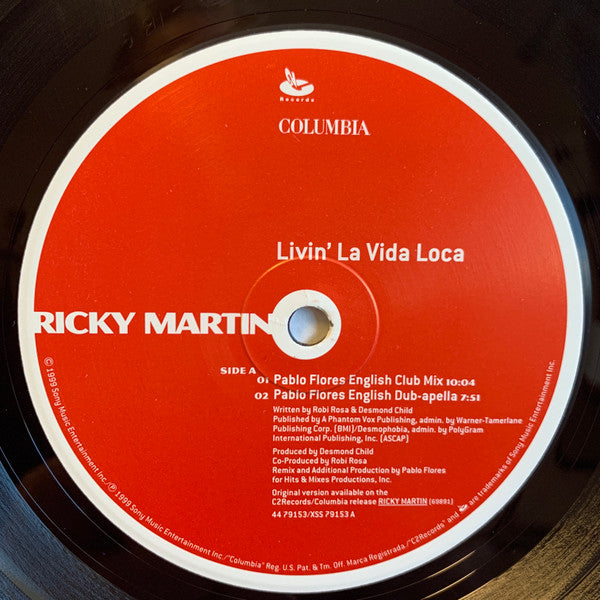 Records
COLUMBIA
Livin' La Vida Loca
RICKY MARTIN
SIDE A
01 Pablo Flores English Club Mix 10:04
02 Pablo Flores English Dub-apella 7:51
Written by Robi Rosa & Desmond Child
Published by A Phantom Vox Publishing, admin. by Warner-Tamerlane
Publishing Corp. (BMI)/Desmophobia, admin. by PolyGram
International Publishing, Inc. (ASCAP)
Produced by Desmond Child
Co-Produced by Robi Rosa
Remix and Additional Production by Pablo Flores
for Hits & Mixes Productions, Inc.
Original version available on the
C2Records/Columbia release RICKY MARTIN (69891)
44 79153/XSS 79153 A
© 1999 Sony Music Entertainment Inc./℗ 1999 Sony Music Entertainment Inc./"Columbia" Reg. U.S. Pat. & Tm. Off. Marca Registrada./"C2Records" and are trademarks of Sony Music Entertainment Inc.